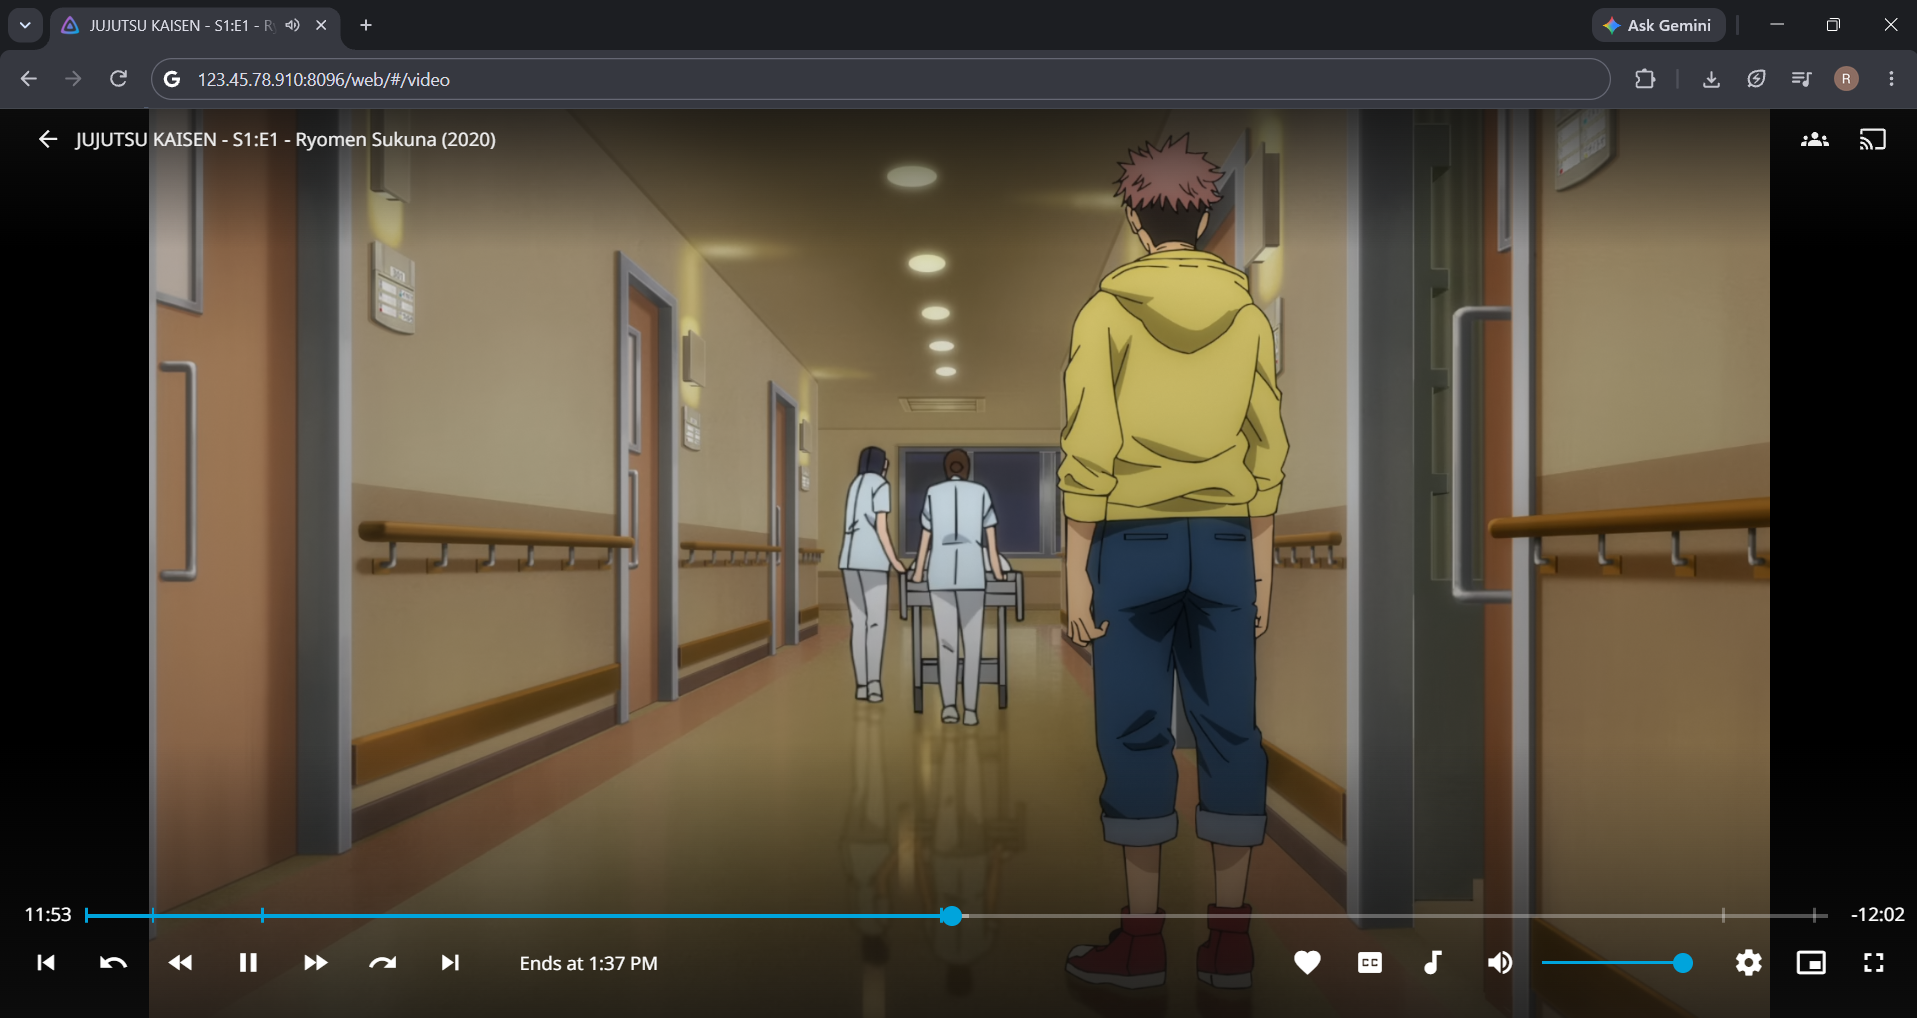 JUJUTSU KAISEN - S1:E1 - R
Ask Gemini
123.45.78.910:8096/web/#/video
R
JUJUTSU KAISEN - S1:E1 - Ryomen Sukuna (2020)
11:53
-12:02
Ends at 1:37 PM
CC